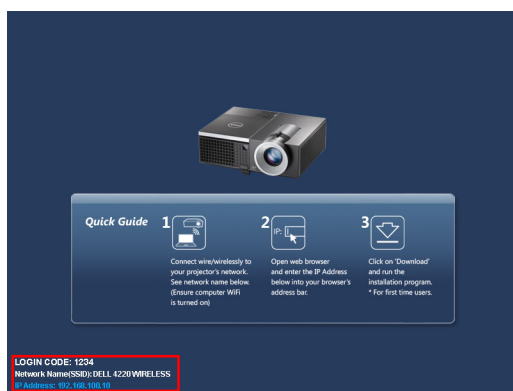 Quick Guide
1
Connect wire/wirelessly to
your projector's network.
See network name below.
(Ensure computer WiFi
is turned on)
2
IP:
Open web browser
and enter the IP Address
below into your browser's
address bar.
3
Click on 'Download'
and run the
installation program.
* For first time users.
LOGIN CODE: 1234
Network Name(SSID): DELL 4220 WIRELESS
IP Address: 192.168.100.10